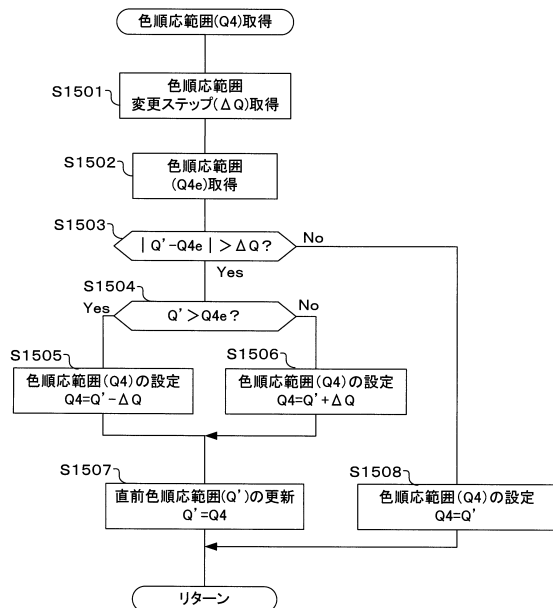 色順応範囲(Q4)取得
S1501
色順応範囲
変更ステップ(ΔQ)取得
S1502
色順応範囲
(Q4e)取得
S1503
| Q'-Q4e | >ΔQ?
No
Yes
S1504
Yes
Q'>Q4e?
No
S1505
色順応範囲(Q4)の設定
Q4=Q'-ΔQ
S1506
色順応範囲(Q4)の設定
Q4=Q'+ΔQ
S1507
直前色順応範囲(Q')の更新
Q'=Q4
S1508
色順応範囲(Q4)の設定
Q4=Q'
リターン